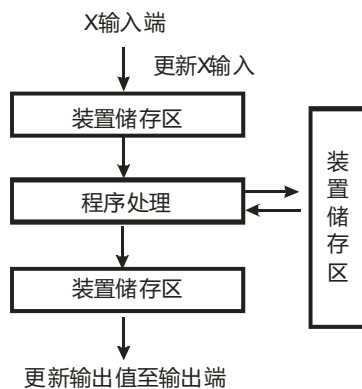 X输入端
更新X输入
装置储存区
程序处理
装置储存区
更新输出值至输出端
装
置
储
存
区